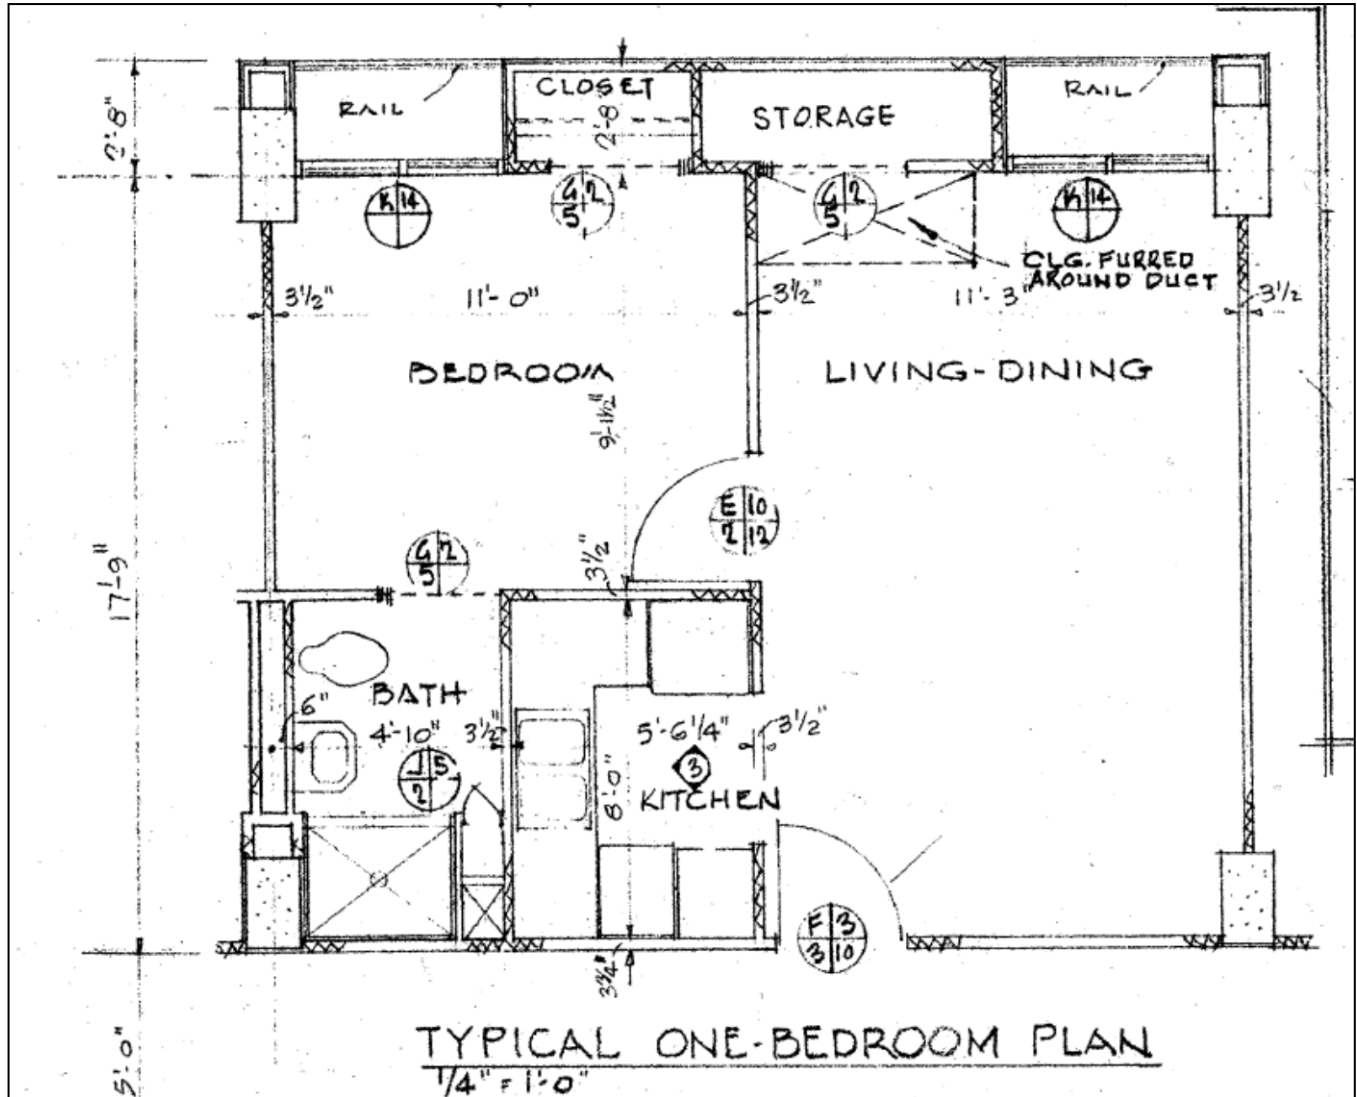 CLOSET
RAIL
STORAGE
RAIL
2'-8"
2'-8"
K 14
G 2
5
G 2
5
K 14
CLG. FURRED
AROUND DUCT
3½"
11'-0"
3½"
11'-3"
3½
BEDROOM
LIVING-DINING
9'-1½"
E 10
2 12
G 2
5
3½"
17'-9"
BATH
6"
4'-10"
3½"
5'-6¼"
3½"
J 5
2
3
8'-0"
KITCHEN
F 3
3 10
3¾"
TYPICAL ONE-BEDROOM PLAN
1/4" = 1'-0"
5'-0"